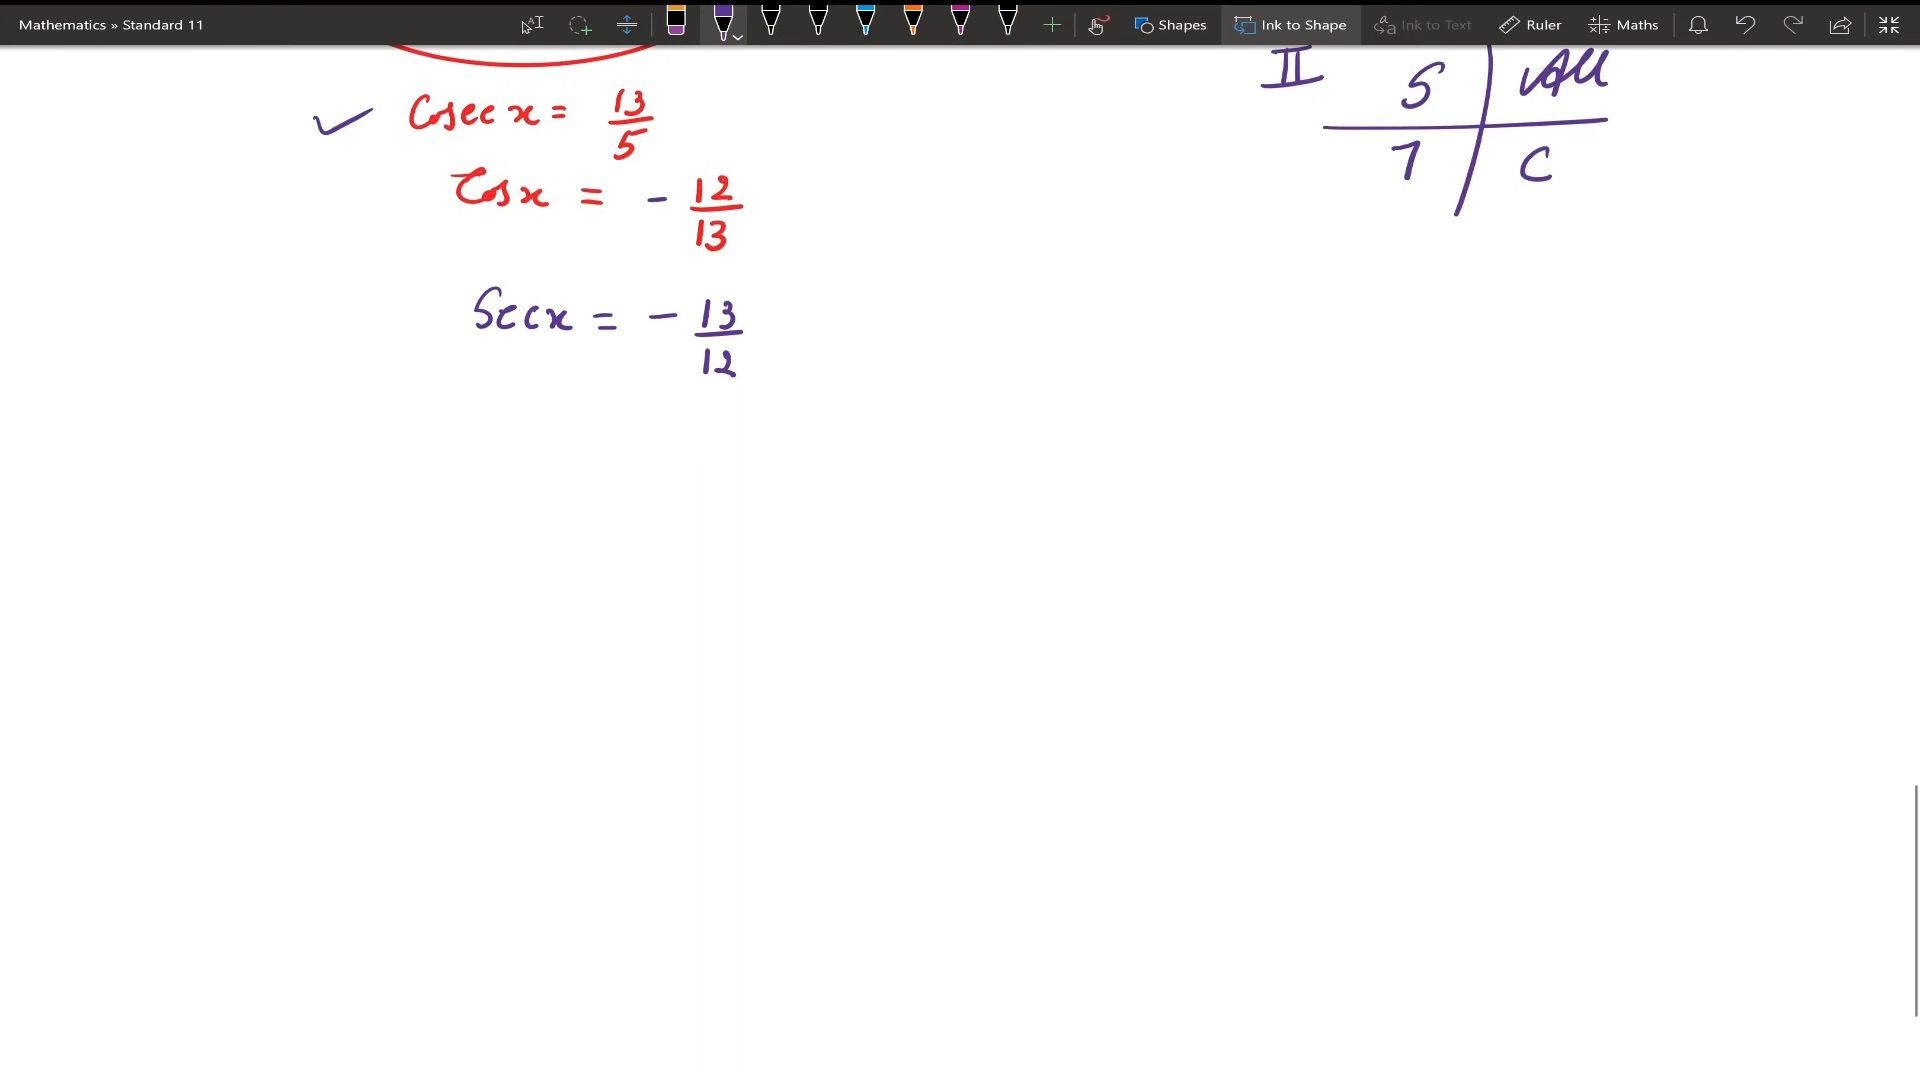 Mathematics » Standard 11
Shapes Ink to Shape Ink to Text Ruler Maths
II S All
T C
Cosec x = 13/5
Cos x = - 12/13
Sec x = - 13/12